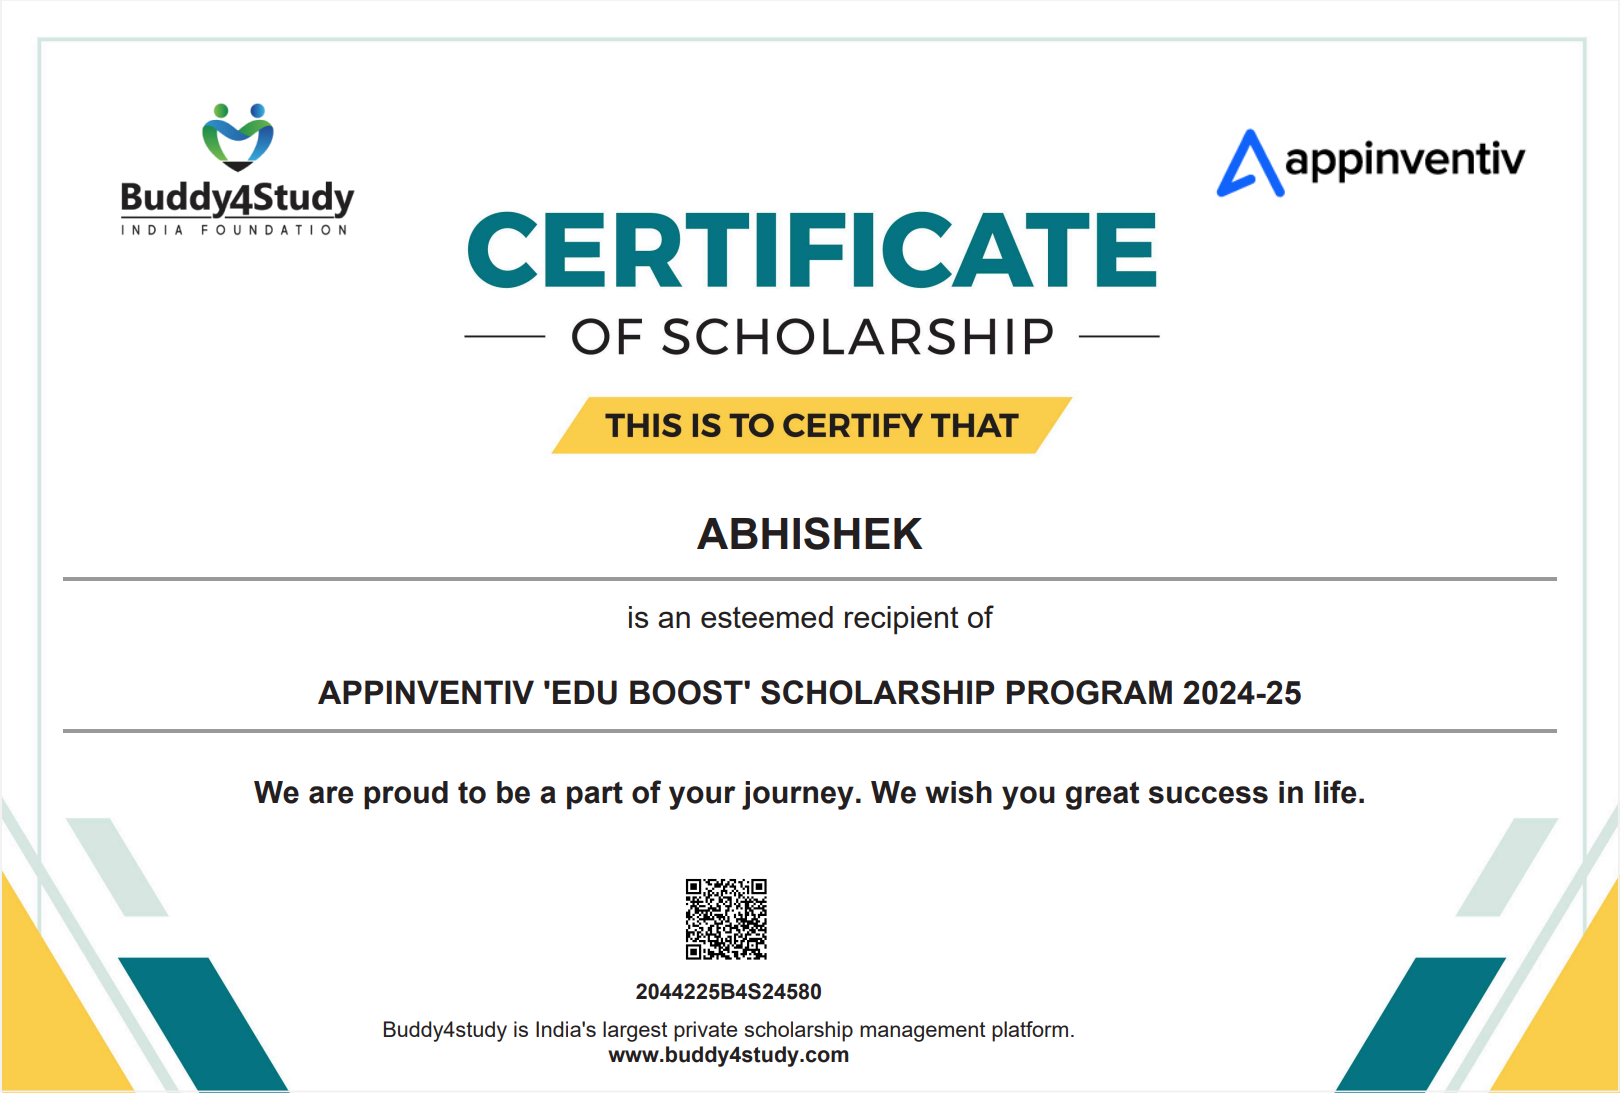 Buddy4Study
INDIA FOUNDATION
appinventiv
CERTIFICATE
OF SCHOLARSHIP
THIS IS TO CERTIFY THAT
ABHISHEK
is an esteemed recipient of
APPINVENTIV 'EDU BOOST' SCHOLARSHIP PROGRAM 2024-25
We are proud to be a part of your journey. We wish you great success in life.
2044225B4S24580
Buddy4study is India's largest private scholarship management platform.
www.buddy4study.com